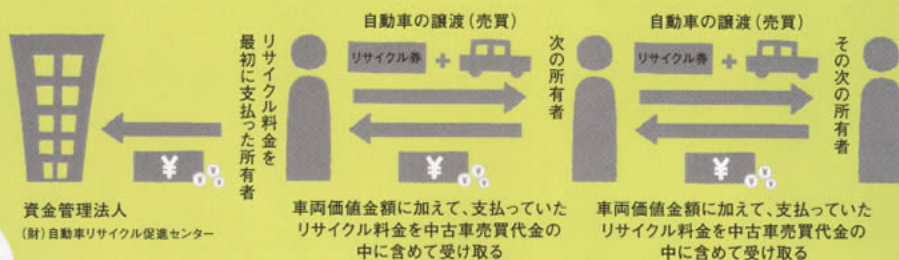 自動車の譲渡(売買)
自動車の譲渡(売買)
リサイクル料金を
最初に支払った所有者
リサイクル券
+
次の所有者
リサイクル券
+
その次の所有者
¥
¥
¥
¥
¥
¥
¥
¥
¥
資金管理法人
(財)自動車リサイクル促進センター
車両価値金額に加えて、支払っていた
リサイクル料金を中古車売買代金の
中に含めて受け取る
車両価値金額に加えて、支払っていた
リサイクル料金を中古車売買代金の
中に含めて受け取る